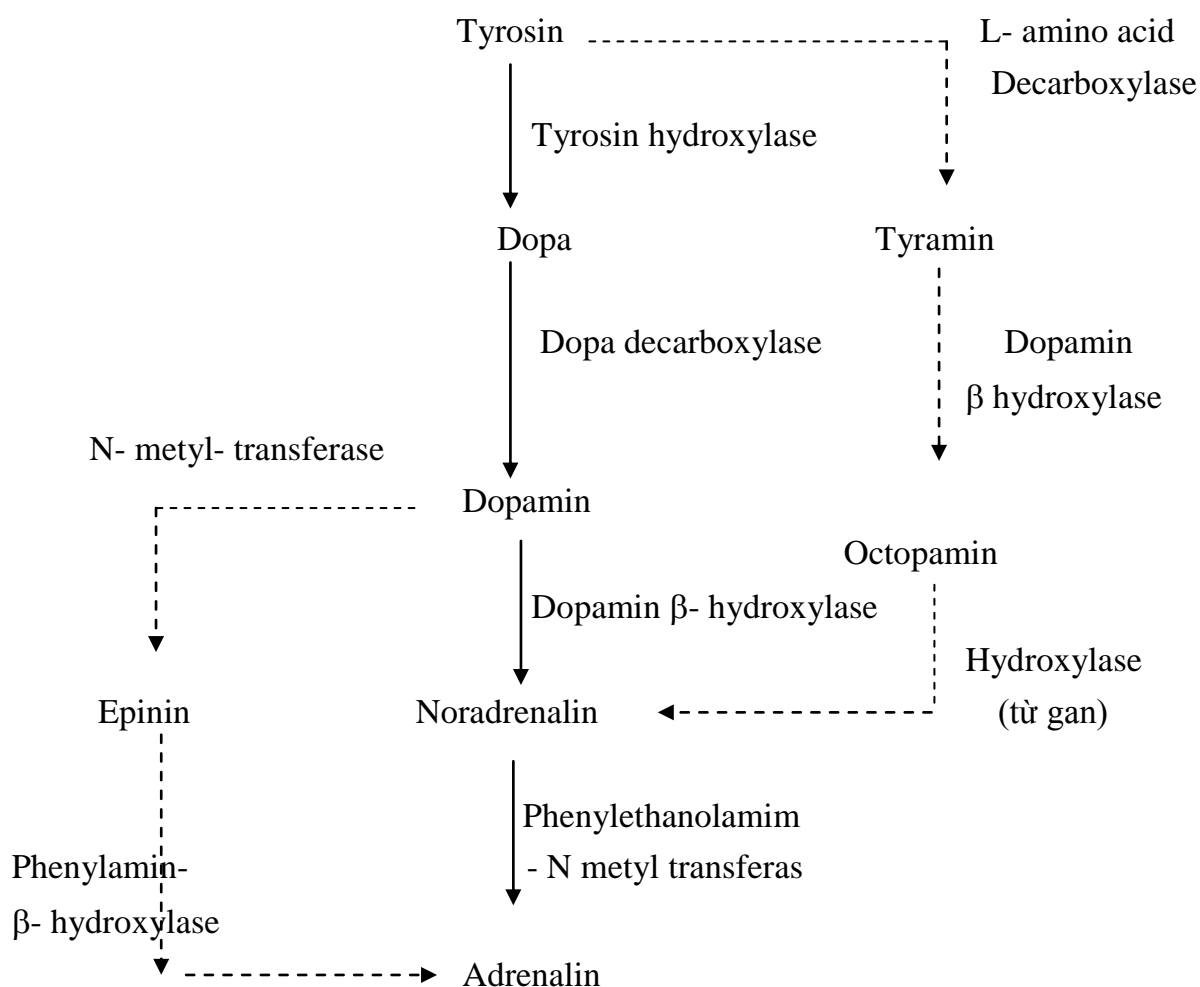 Tyrosin
L- amino acid
Decarboxylase
Tyrosin hydroxylase
Dopa
Tyramin
Dopa decarboxylase
Dopamin
β hydroxylase
N- metyl- transferase
Dopamin
Octopamin
Dopamin β- hydroxylase
Hydroxylase
(từ gan)
Epinin
Noradrenalin
Phenylethanolamim
- N metyl transferas
Phenylamin-
β- hydroxylase
Adrenalin